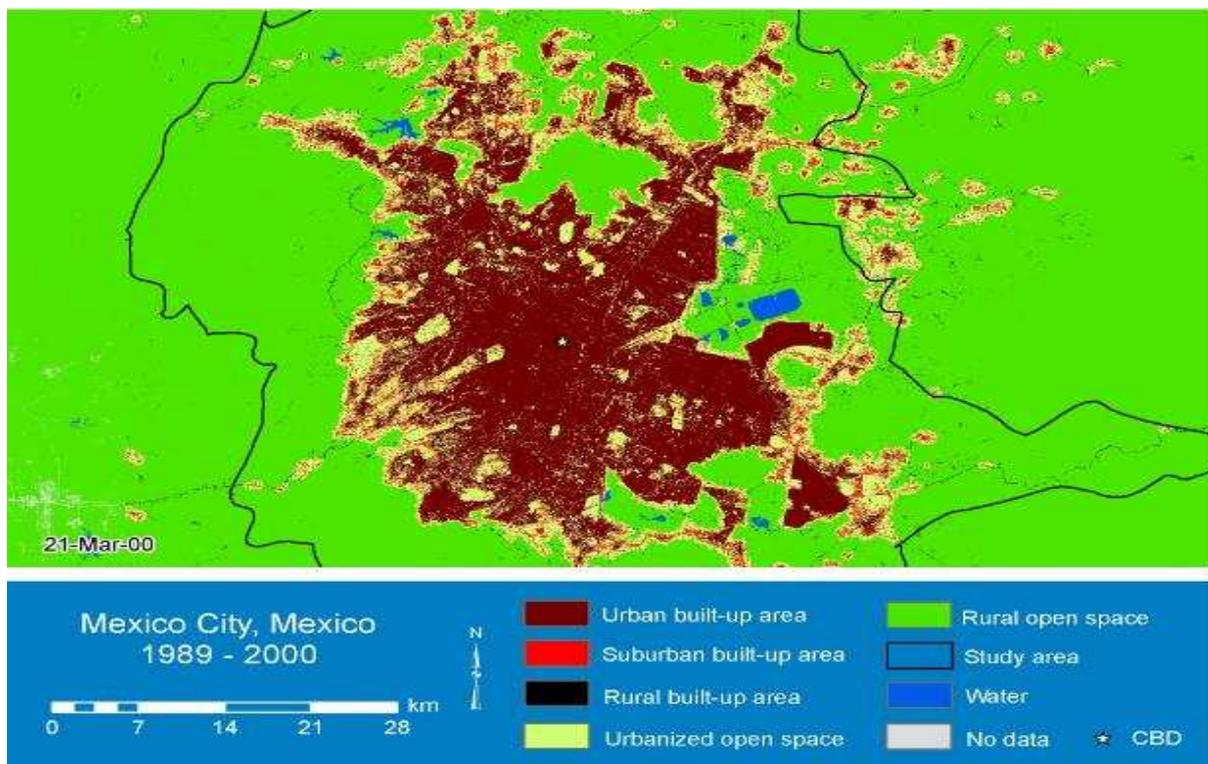 21-Mar-00
Mexico City, Mexico
1989 - 2000
N
km
0 7 14 21 28
Urban built-up area
Suburban built-up area
Rural built-up area
Urbanized open space
Rural open space
Study area
Water
No data
CBD